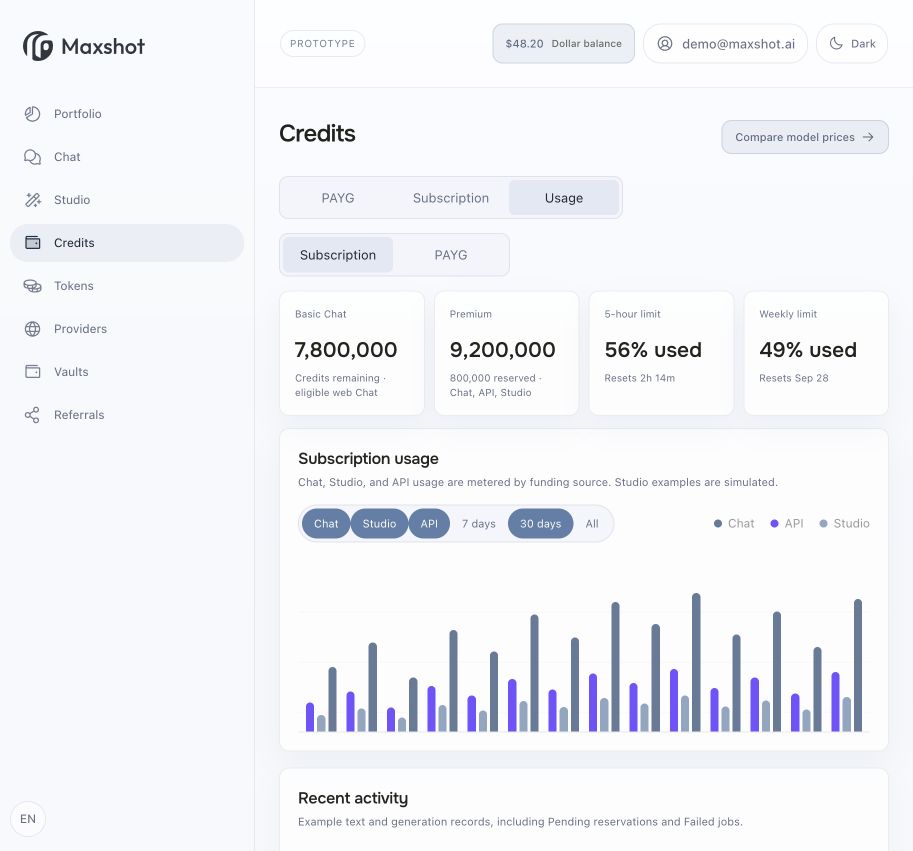 Maxshot
PROTOTYPE
$48.20 Dollar balance
demo@maxshot.ai
Dark
Portfolio
Chat
Studio
Credits
Tokens
Providers
Vaults
Referrals
EN
Credits
Compare model prices →
PAYG Subscription Usage
Subscription PAYG
Basic Chat
7,800,000
Credits remaining ·
eligible web Chat
Premium
9,200,000
800,000 reserved ·
Chat, API, Studio
5-hour limit
56% used
Resets 2h 14m
Weekly limit
49% used
Resets Sep 28
Subscription usage
Chat, Studio, and API usage are metered by funding source. Studio examples are simulated.
Chat Studio API 7 days 30 days All
Chat API Studio
Recent activity
Example text and generation records, including Pending reservations and Failed jobs.